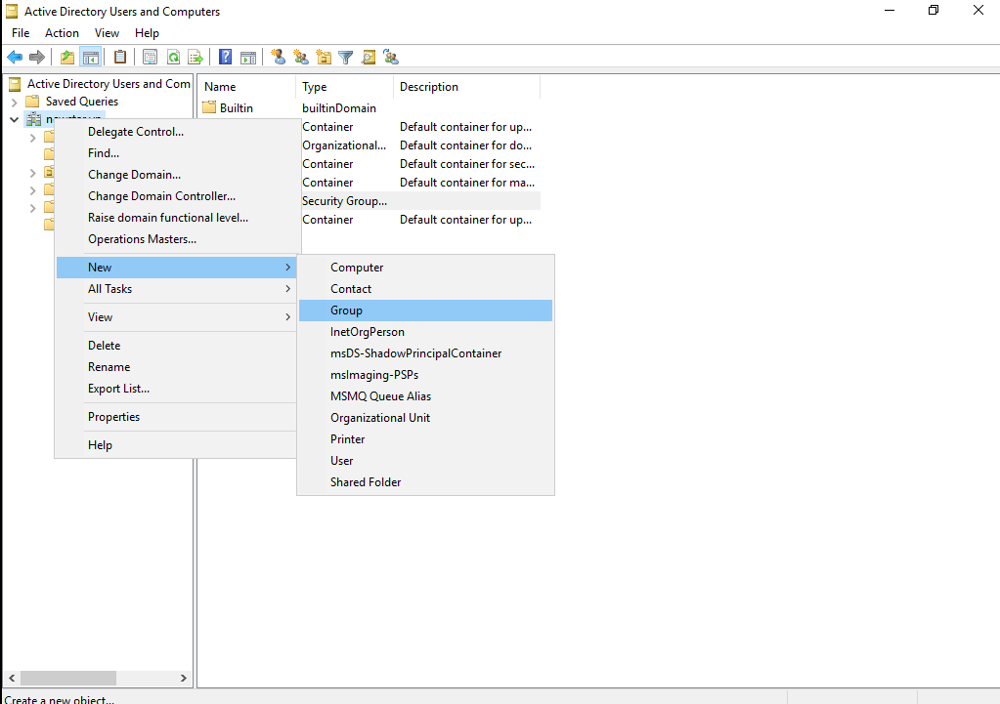 Active Directory Users and Computers
File Action View Help
Active Directory Users and Com
Saved Queries
Name Type Description
Builtin builtinDomain
Container Default container for up...
Organizational... Default container for do...
Container Default container for sec...
Container Default container for ma...
Security Group...
Container Default container for up...
Delegate Control...
Find...
Change Domain...
Change Domain Controller...
Raise domain functional level...
Operations Masters...
New
All Tasks
View
Delete
Rename
Export List...
Properties
Help
Computer
Contact
Group
InetOrgPerson
msDS-ShadowPrincipalContainer
msImaging-PSPs
MSMQ Queue Alias
Organizational Unit
Printer
User
Shared Folder
Create a new object...